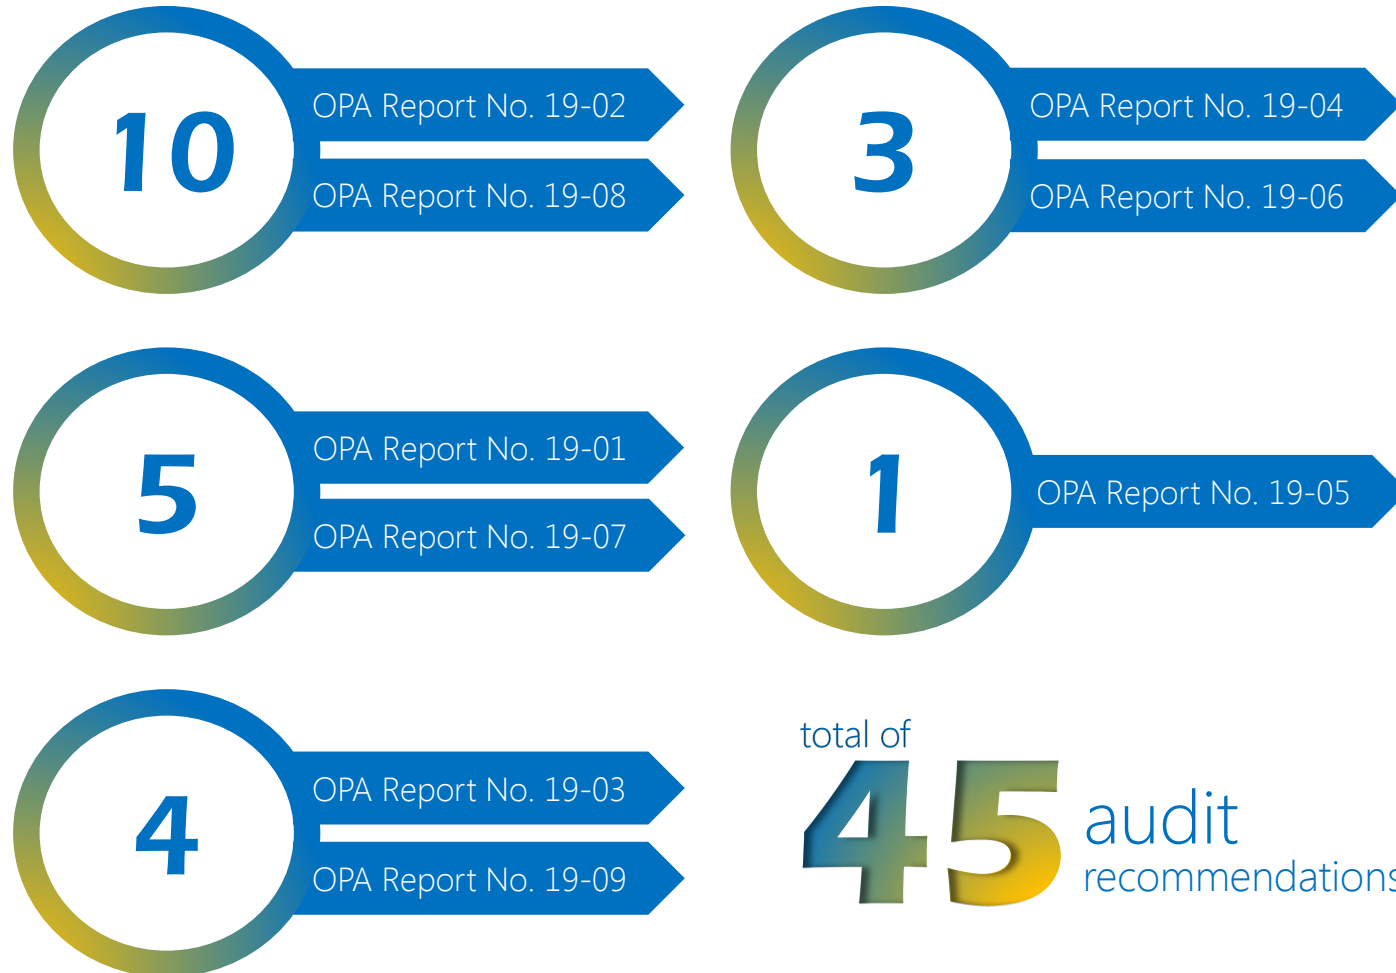 10
OPA Report No. 19-02
OPA Report No. 19-08
3
OPA Report No. 19-04
OPA Report No. 19-06
5
OPA Report No. 19-01
OPA Report No. 19-07
1
OPA Report No. 19-05
4
OPA Report No. 19-03
OPA Report No. 19-09
total of
45 audit
recommendations